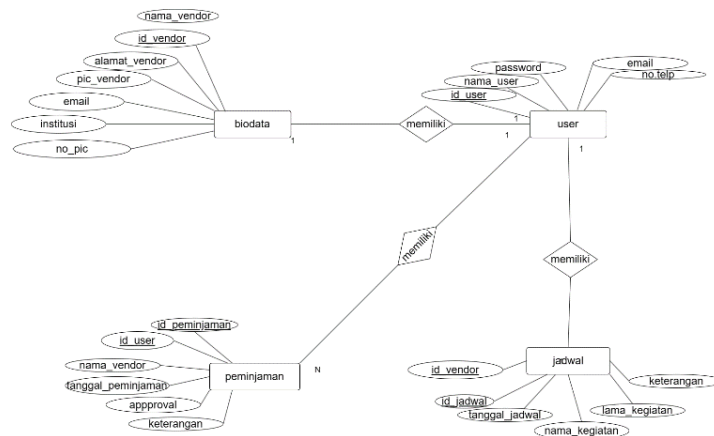 nama_vendor
id_vendor
alamat_vendor
pic_vendor
email
institusi
no_pic
biodata
1
memiliki
password
nama_user
id_user
email
no.telp
1
1
user
1
memiliki
memiliki
id_peminjaman
id_user
nama_vendor
tanggal_peminjaman
appproval
keterangan
peminjaman
N
jadwal
id_vendor
id_jadwal
tanggal_jadwal
nama_kegiatan
lama_kegiatan
keterangan